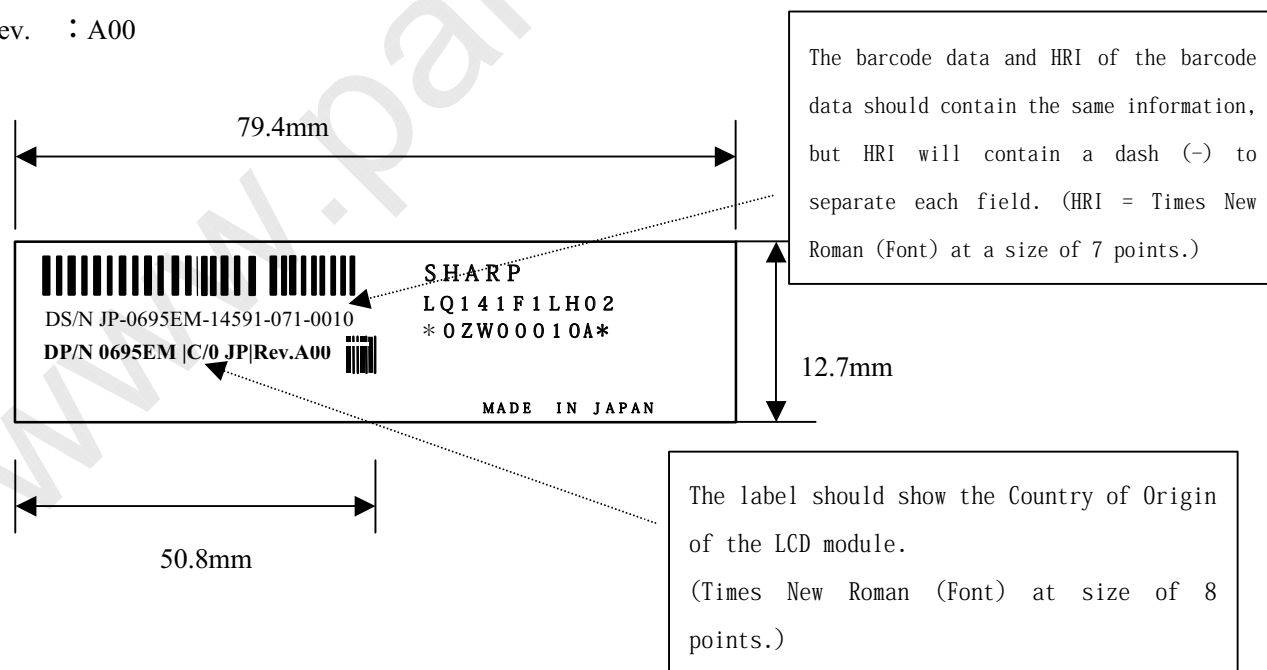 ev. ：A00
The barcode data and HRI of the barcode
data should contain the same information,
but HRI will contain a dash (-) to
separate each field. (HRI = Times New
Roman (Font) at a size of 7 points.)
79.4mm
DS/N JP-0695EM-14591-071-0010
DP/N 0695EM |C/0 JP|Rev.A00
SHARP
LQ141F1LH02
*0ZW00010A*
MADE IN JAPAN
12.7mm
50.8mm
The label should show the Country of Origin
of the LCD module.
(Times New Roman (Font) at size of 8
points.)
www.pa